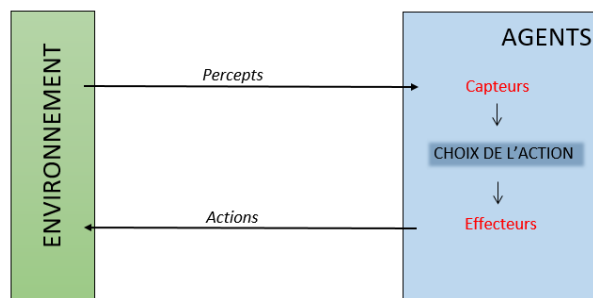 ENVIRONNEMENT
AGENTS
Percepts
Capteurs
CHOIX DE L'ACTION
Actions
Effecteurs